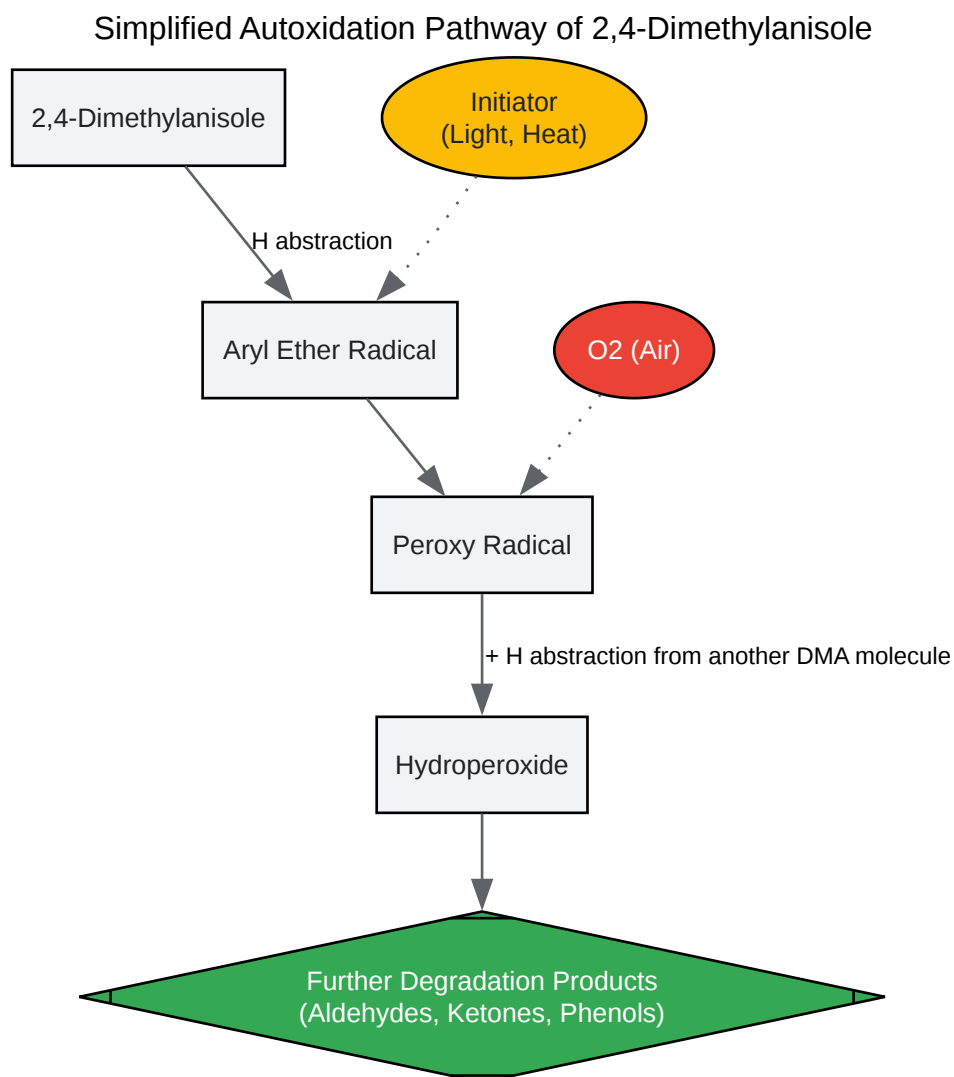 Simplified Autoxidation Pathway of 2,4-Dimethylanisole
2,4-Dimethylanisole
Initiator
(Light, Heat)
H abstraction
Aryl Ether Radical
O2 (Air)
Peroxy Radical
+ H abstraction from another DMA molecule
Hydroperoxide
Further Degradation Products
(Aldehydes, Ketones, Phenols)